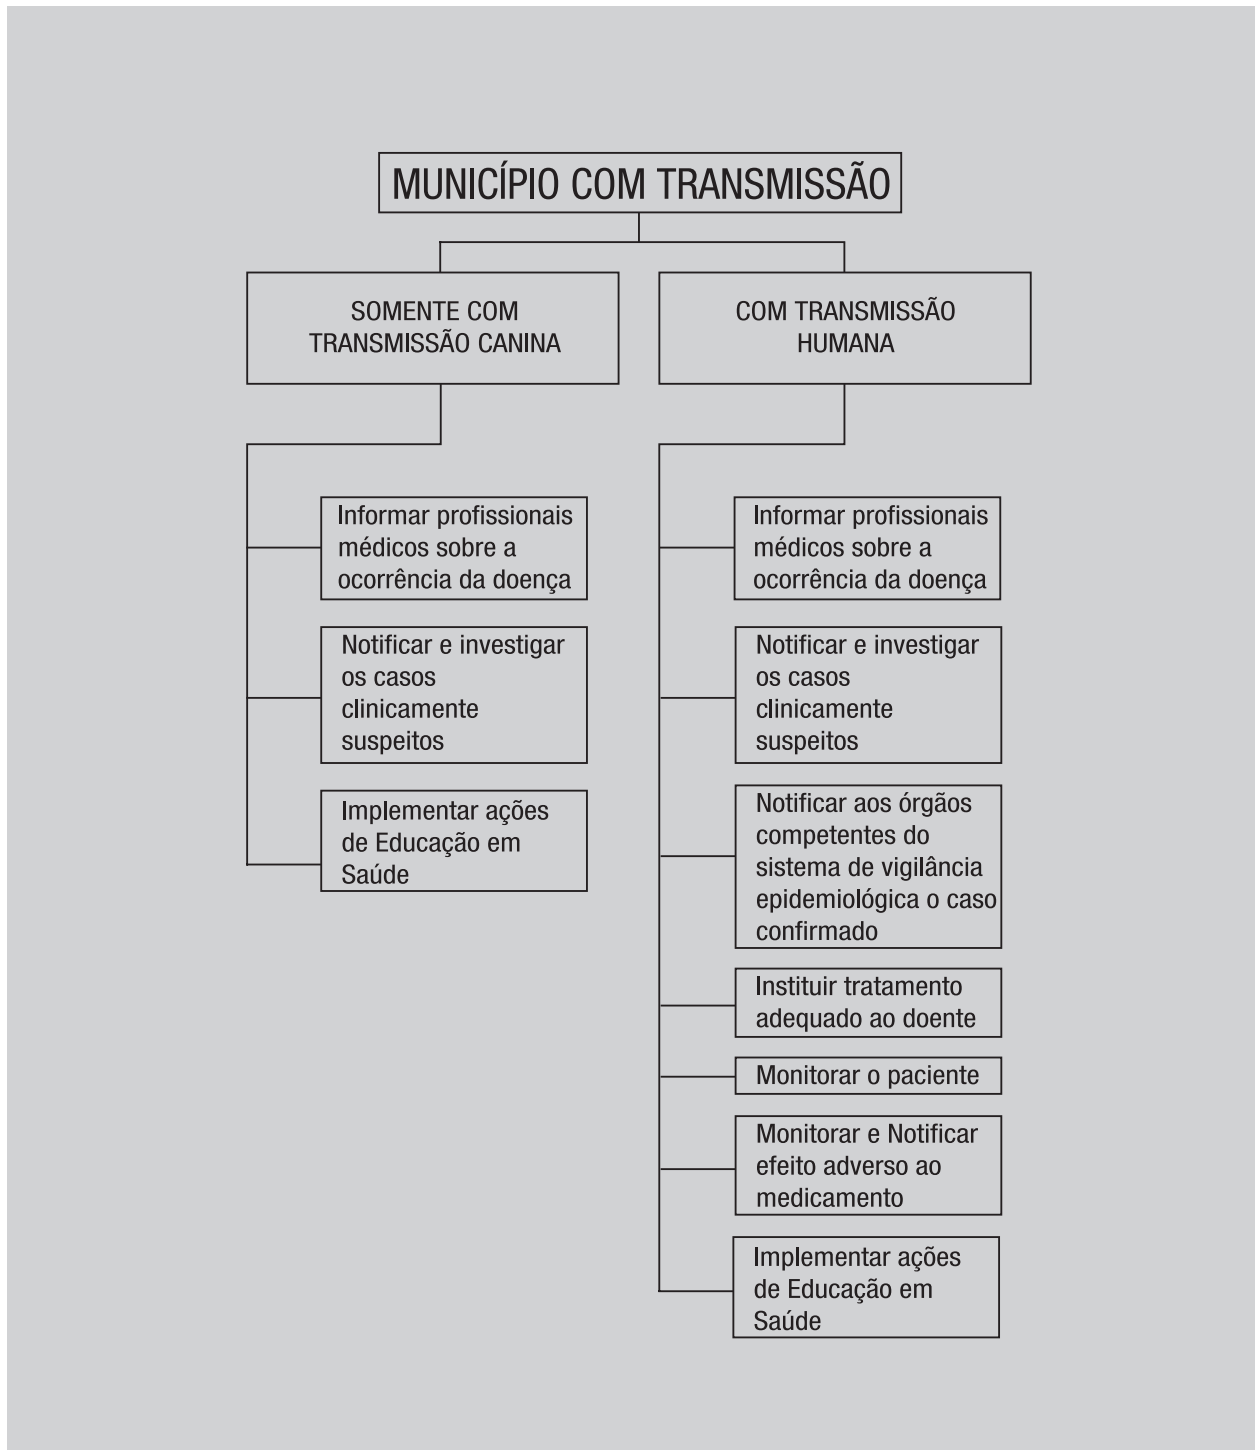 MUNICÍPIO COM TRANSMISSÃO
SOMENTE COM
TRANSMISSÃO CANINA
Informar profissionais
médicos sobre a
ocorrência da doença
Notificar e investigar
os casos
clinicamente
suspeitos
Implementar ações
de Educação em
Saúde
COM TRANSMISSÃO
HUMANA
Informar profissionais
médicos sobre a
ocorrência da doença
Notificar e investigar
os casos
clinicamente
suspeitos
Notificar aos órgãos
competentes do
sistema de vigilância
epidemiológica o caso
confirmado
Instituir tratamento
adequado ao doente
Monitorar o paciente
Monitorar e Notificar
efeito adverso ao
medicamento
Implementar ações
de Educação em
Saúde